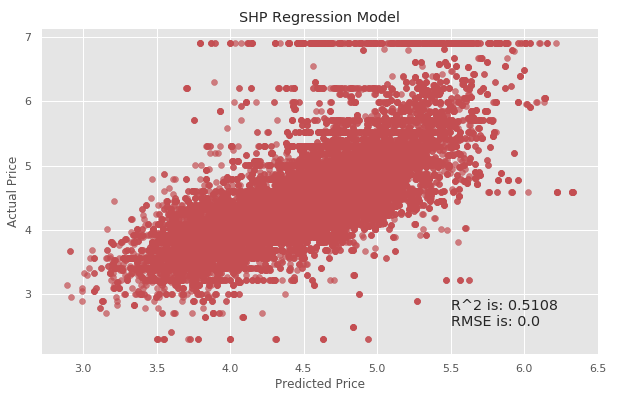 SHP Regression Model
7
6
5
4
3
Actual Price
R^2 is: 0.5108
RMSE is: 0.0
3.0 3.5 4.0 4.5 5.0 5.5 6.0 6.5
Predicted Price